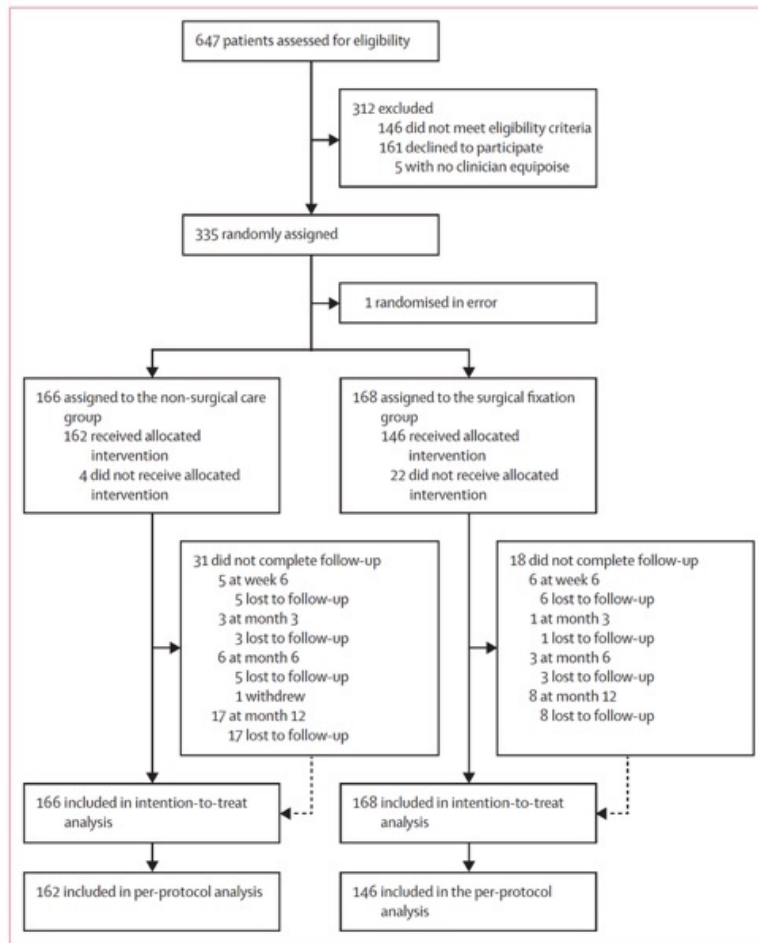 647 patients assessed for eligibility
312 excluded
146 did not meet eligibility criteria
161 declined to participate
5 with no clinician equipoise
335 randomly assigned
1 randomised in error
166 assigned to the non-surgical care
group
162 received allocated
intervention
4 did not receive allocated
intervention
168 assigned to the surgical fixation
group
146 received allocated
intervention
22 did not receive allocated
intervention
31 did not complete follow-up
5 at week 6
5 lost to follow-up
3 at month 3
3 lost to follow-up
6 at month 6
5 lost to follow-up
1 withdrew
17 at month 12
17 lost to follow-up
18 did not complete follow-up
6 at week 6
6 lost to follow-up
1 at month 3
1 lost to follow-up
3 at month 6
3 lost to follow-up
8 at month 12
8 lost to follow-up
166 included in intention-to-treat
analysis
168 included in intention-to-treat
analysis
162 included in per-protocol analysis
146 included in the per-protocol
analysis